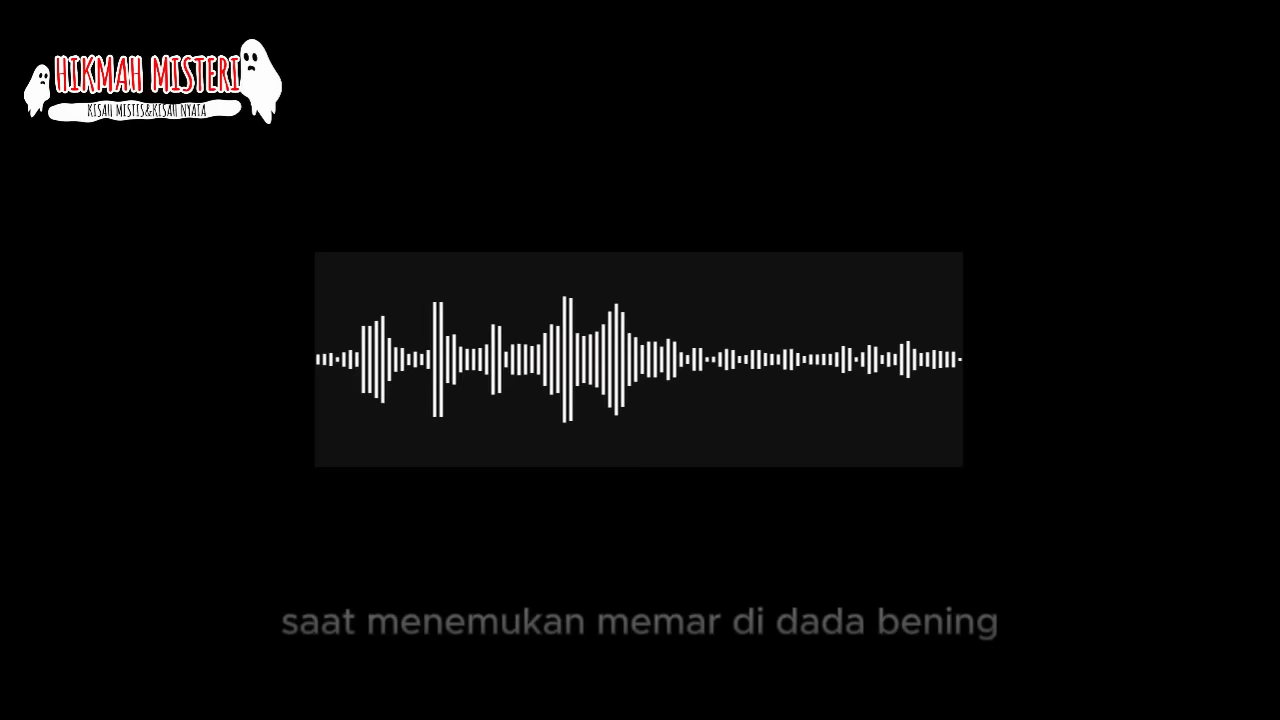 HIKMAH MISTERI
KISAH MISTIS&KISAH NYATA
saat menemukan memar di dada bening